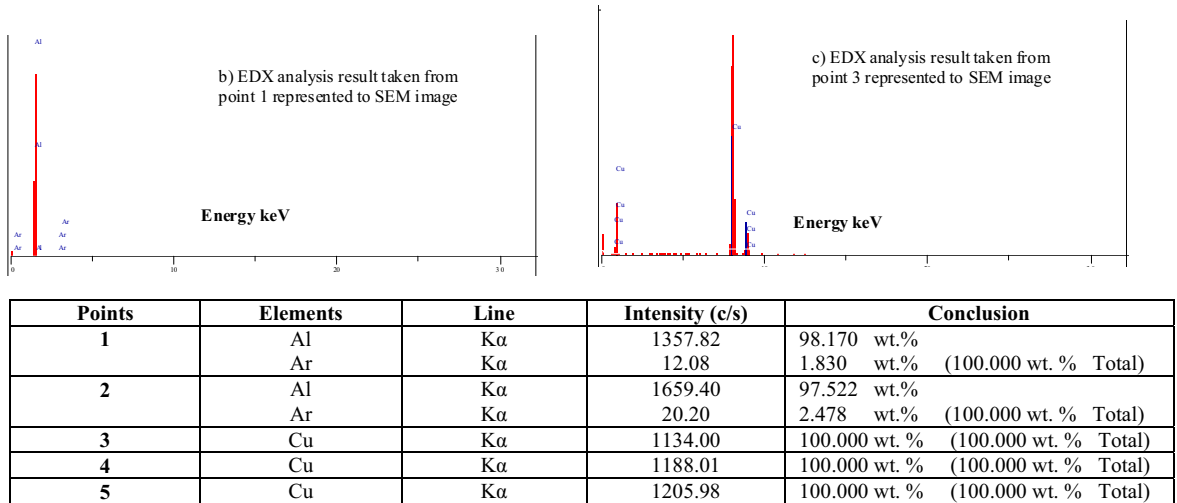 Al
b) EDX analysis result taken from
point 1 represented to SEM image
Al
Energy keV
Ar
Ar Ar
Ar Al Ar
0 10 20 30
c) EDX analysis result taken from
point 3 represented to SEM image
Cu
Cu
Cu Cu
Cu Cu
Cu Cu
Energy keV
Points Elements Line Intensity (c/s) Conclusion
1 Al Kα 1357.82 98.170 wt.%
Ar Kα 12.08 1.830 wt.% (100.000 wt. % Total)
2 Al Kα 1659.40 97.522 wt.%
Ar Kα 20.20 2.478 wt.% (100.000 wt. % Total)
3 Cu Kα 1134.00 100.000 wt. % (100.000 wt. % Total)
4 Cu Kα 1188.01 100.000 wt. % (100.000 wt. % Total)
5 Cu Kα 1205.98 100.000 wt. % (100.000 wt. % Total)